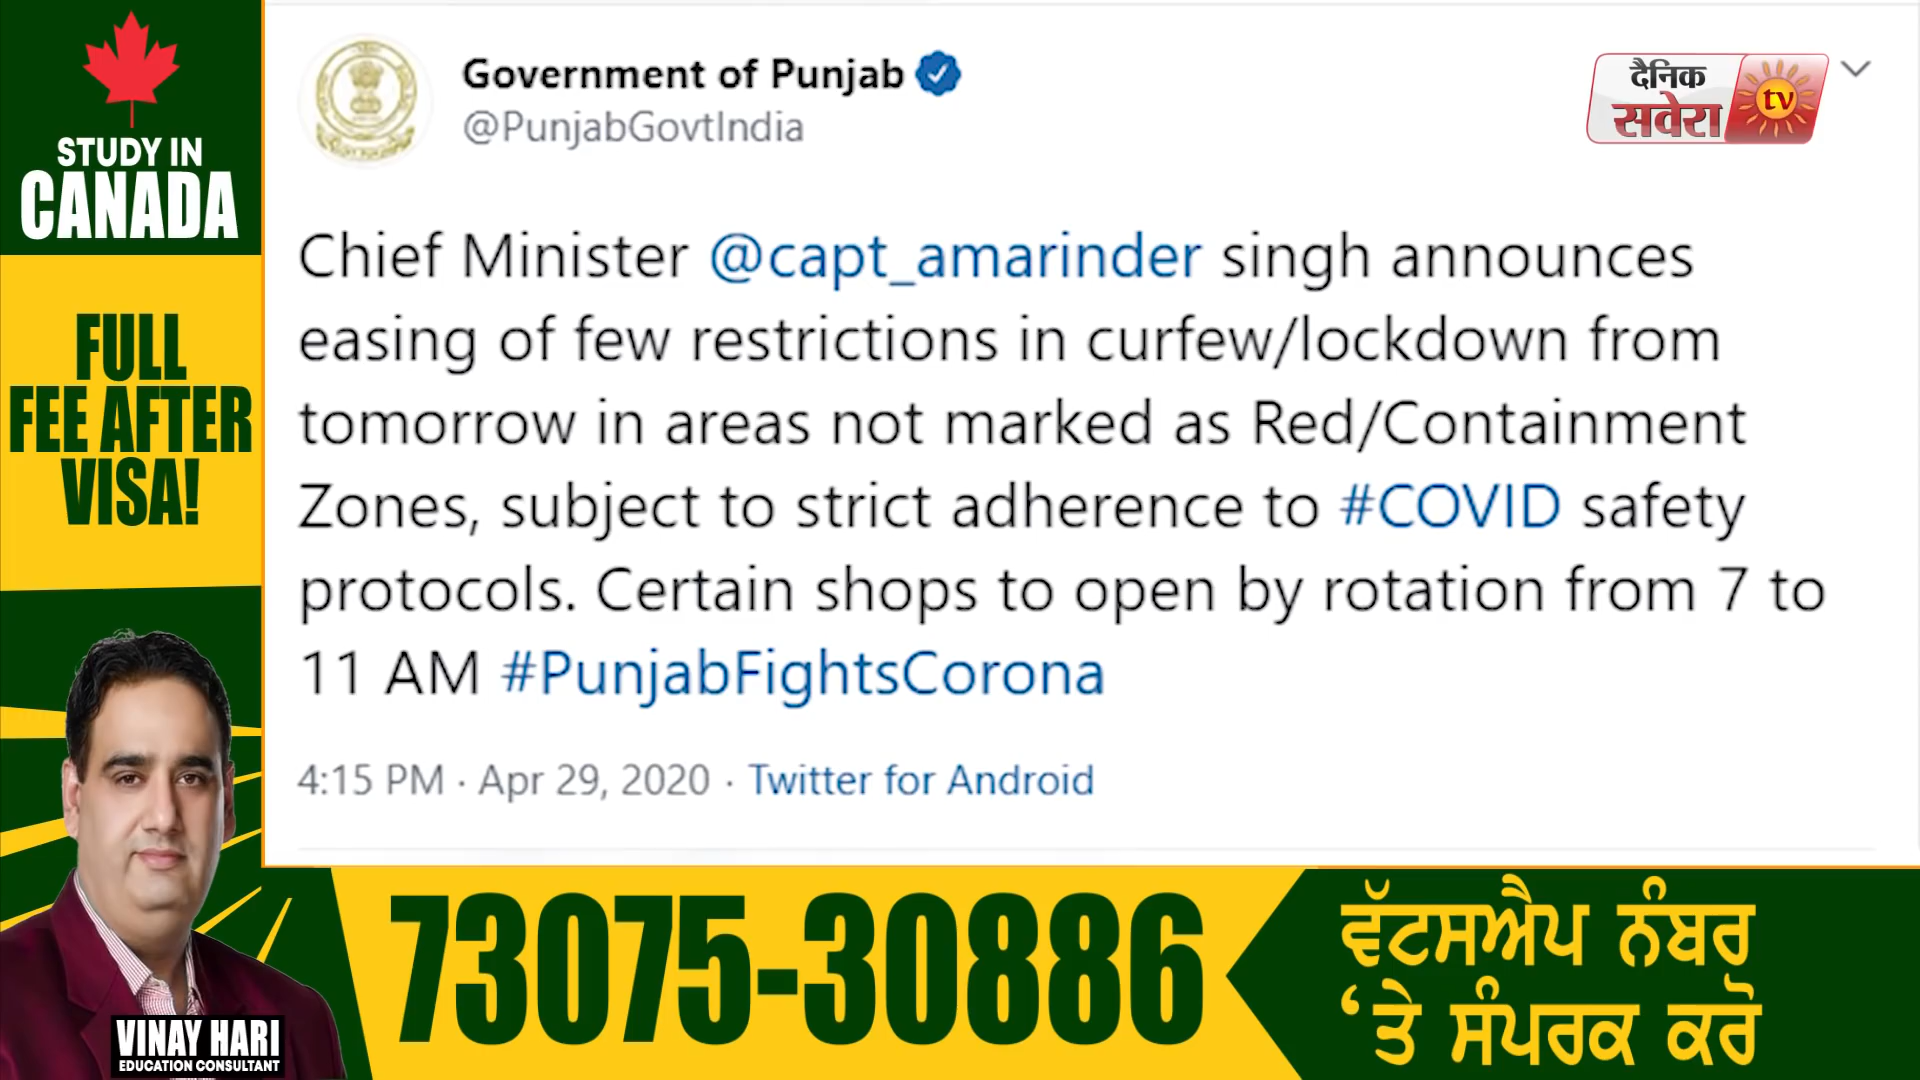 STUDY IN
CANADA
FULL
FEE AFTER
VISA!
Government of Punjab
@PunjabGovtIndia
दैनिक
सवेरा
tv
Chief Minister @capt_amarinder singh announces
easing of few restrictions in curfew/lockdown from
tomorrow in areas not marked as Red/Containment
Zones, subject to strict adherence to #COVID safety
protocols. Certain shops to open by rotation from 7 to
11 AM #PunjabFightsCorona
4:15 PM · Apr 29, 2020 · Twitter for Android
VINAY HARI
EDUCATION CONSULTANT
73075-30886
ਵੱਟਸਐਪ ਨੰਬਰ
‘ਤੇ ਸੰਪਰਕ ਕਰੋ